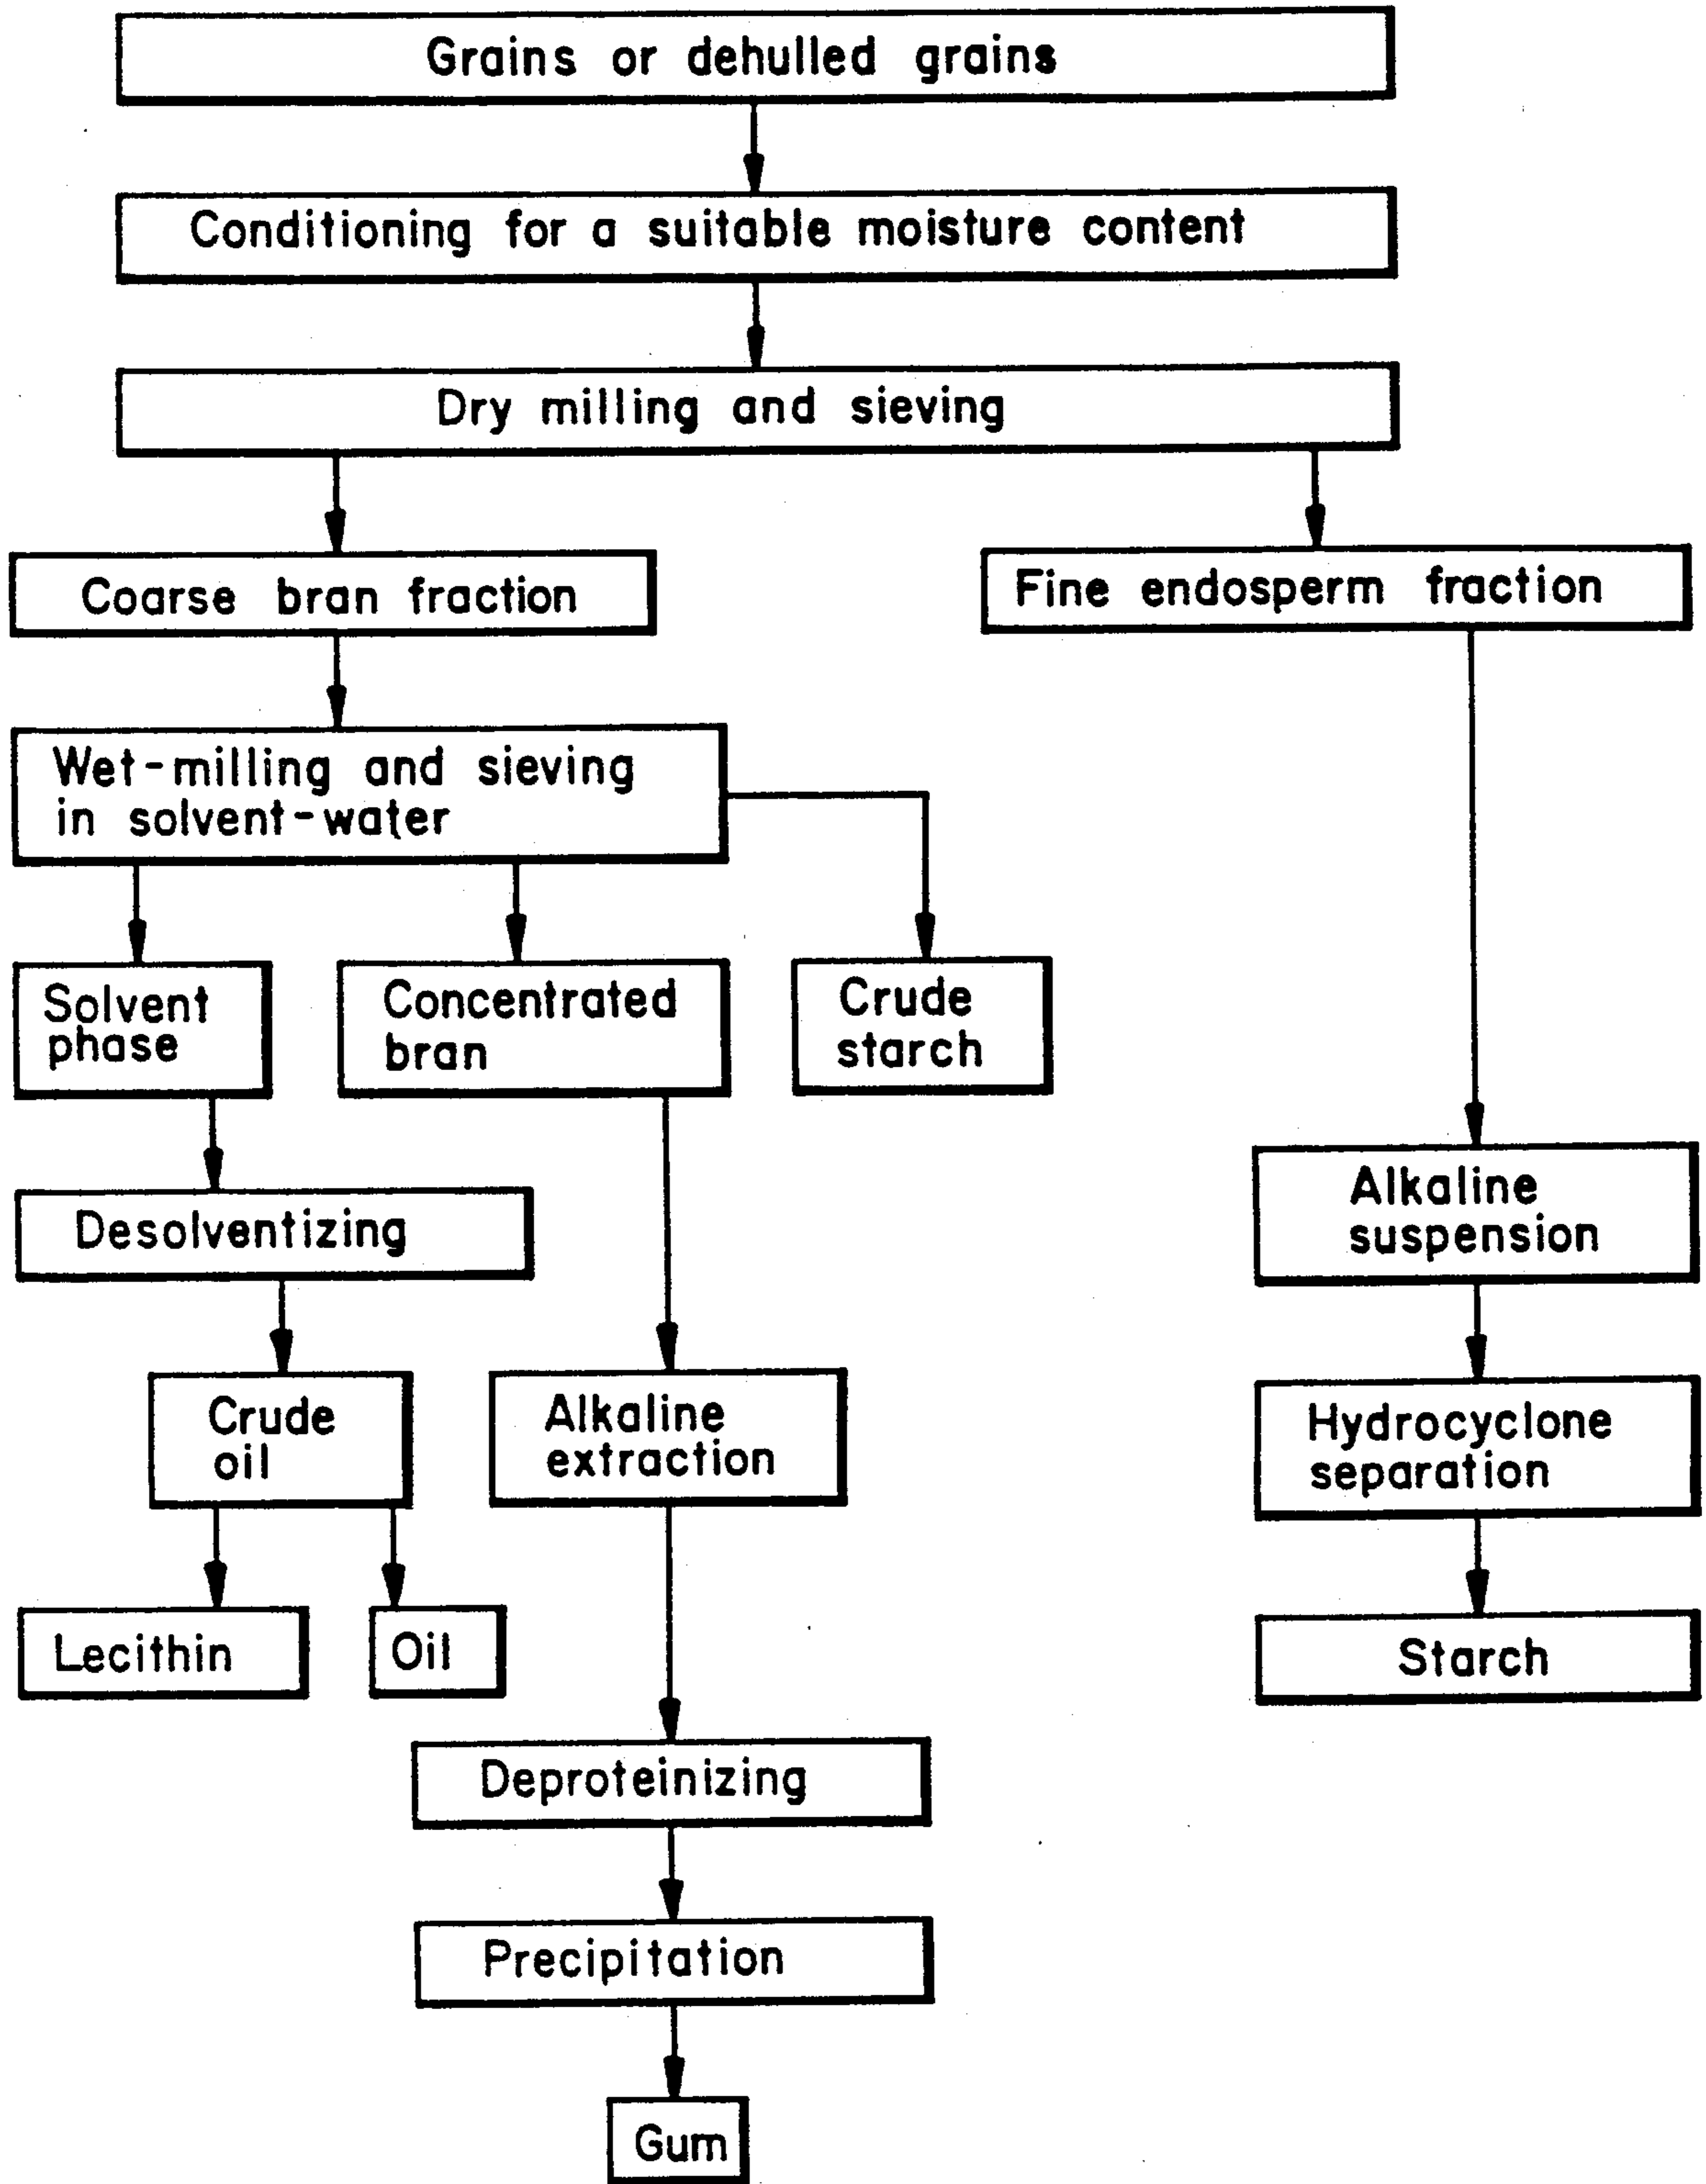 Grains or dehulled grains
Conditioning for a suitable moisture content
Dry milling and sieving
Coarse bran fraction
Fine endosperm fraction
Wet-milling and sieving
in solvent-water
Solvent
phase
Concentrated
bran
Crude
starch
Desolventizing
Alkaline
suspension
Crude
oil
Alkaline
extraction
Hydrocyclone
separation
Lecithin
Oil
Starch
Deproteinizing
Precipitation
Gum